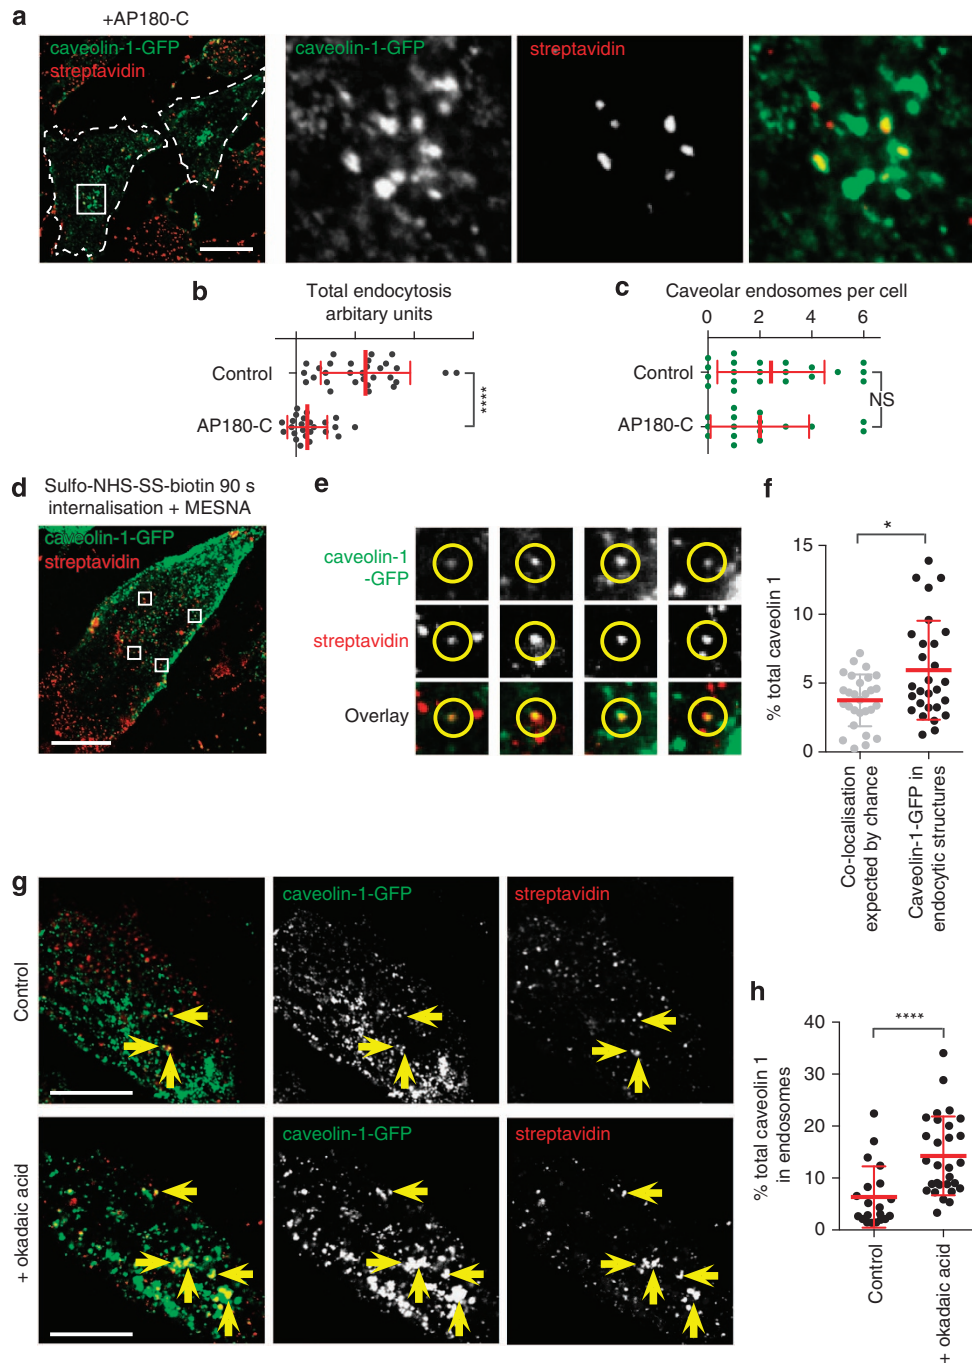 a
+AP180-C
caveolin-1-GFP
streptavidin
caveolin-1-GFP
streptavidin
b
Total endocytosis
arbitary units
Control
AP180-C
****
c
Caveolar endosomes per cell
0 2 4 6
Control
AP180-C
NS
d
Sulfo-NHS-SS-biotin 90 s
internalisation + MESNA
caveolin-1-GFP
streptavidin
e
caveolin-1
-GFP
streptavidin
Overlay
f
*
% total caveolin 1
15
10
5
0
Co-localisation
expected by chance
Caveolin-1-GFP in
endocytic structures
g
Control
caveolin-1-GFP
streptavidin
+ okadaic acid
caveolin-1-GFP
streptavidin
h
****
% total caveolin 1
in endosomes
40
30
20
10
0
Control
+ okadaic acid